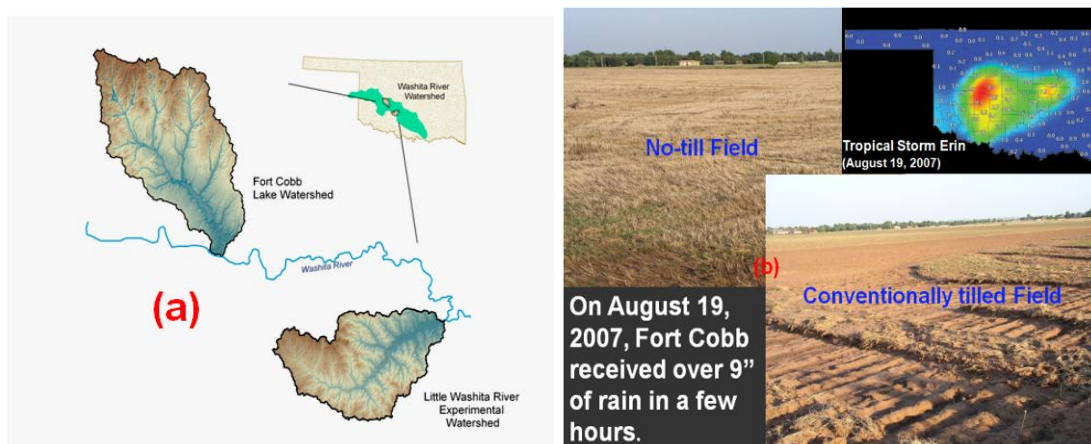 Washita River
Watershed
Fort Cobb
Lake Watershed
Washita River
(a)
Little Washita River
Experimental
Watershed
No-till Field
Tropical Storm Erin
(August 19, 2007)
(b)
Conventionally tilled Field
On August 19,
2007, Fort Cobb
received over 9”
of rain in a few
hours.